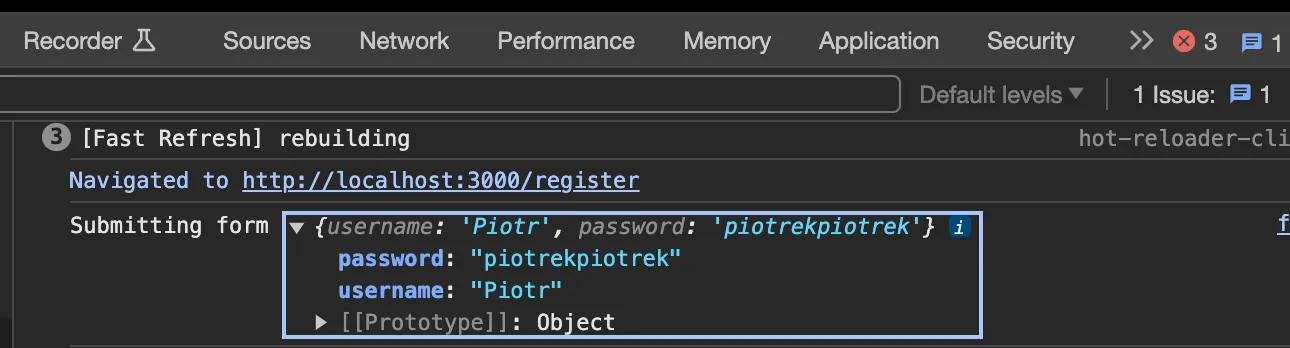 Recorder Sources Network Performance Memory Application Security >> 3 1
Default levels 1 Issue: 1
3 [Fast Refresh] rebuilding hot-reloader-cli
Navigated to http://localhost:3000/register
Submitting form {username: 'Piotr', password: 'piotrekpiotrek'} i f
password: "piotrekpiotrek"
username: "Piotr"
[[Prototype]]: Object